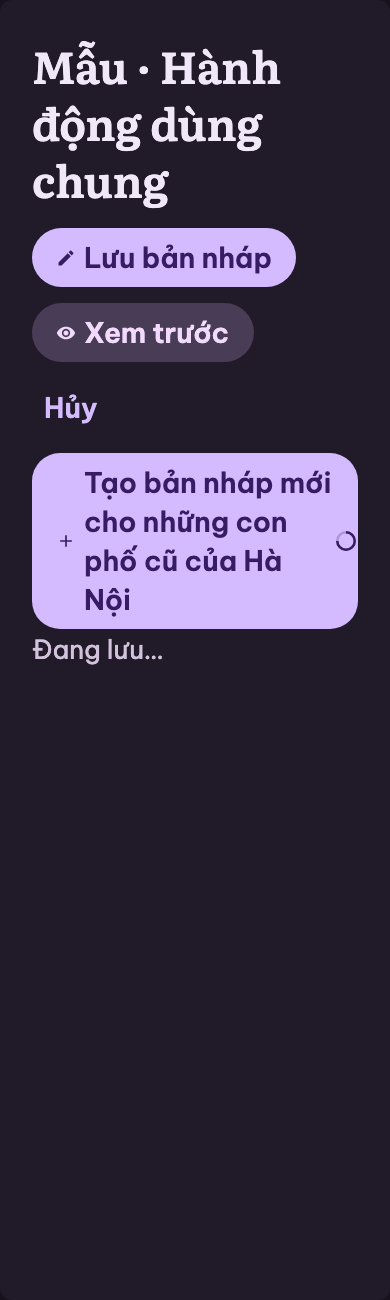 Mẫu · Hành
động dùng
chung
Lưu bản nháp
Xem trước
Hủy
Tạo bản nháp mới
cho những con
phố cũ của Hà
Nội
Đang lưu…